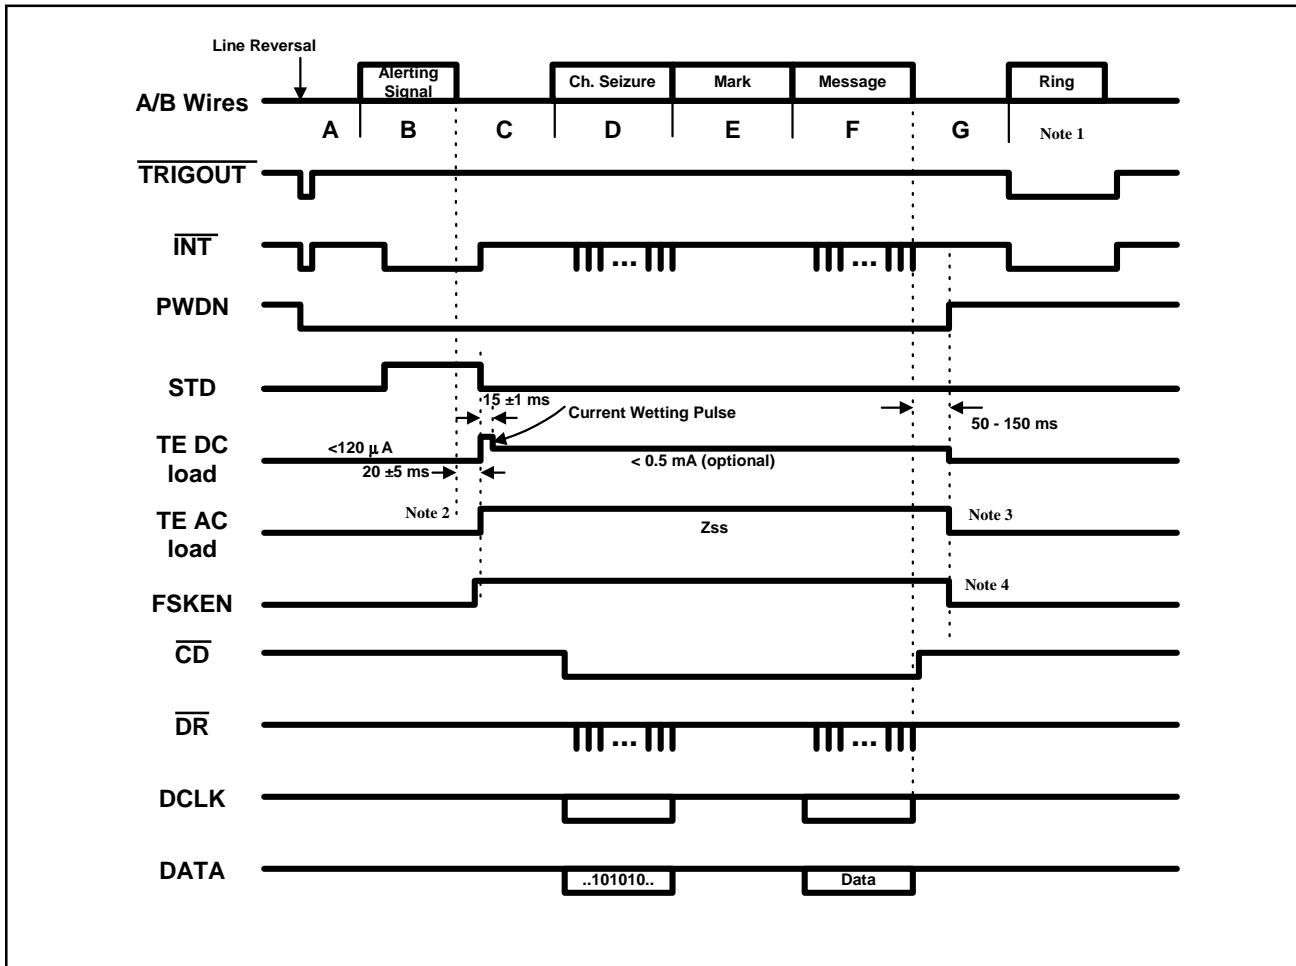 Line Reversal
Alerting
Signal
Ch. Seizure
Mark
Message
Ring
A/B Wires
A
B
C
D
E
F
G
Note 1
TRIGOUT
INT
...
...
PWDN
STD
15 ±1 ms
Current Wetting Pulse
50 - 150 ms
TE DC
load
<120 μ A
20 ±5 ms
< 0.5 mA (optional)
TE AC
load
Note 2
Zss
Note 3
FSKEN
Note 4
CD
DR
...
...
DCLK
DATA
..101010..
Data